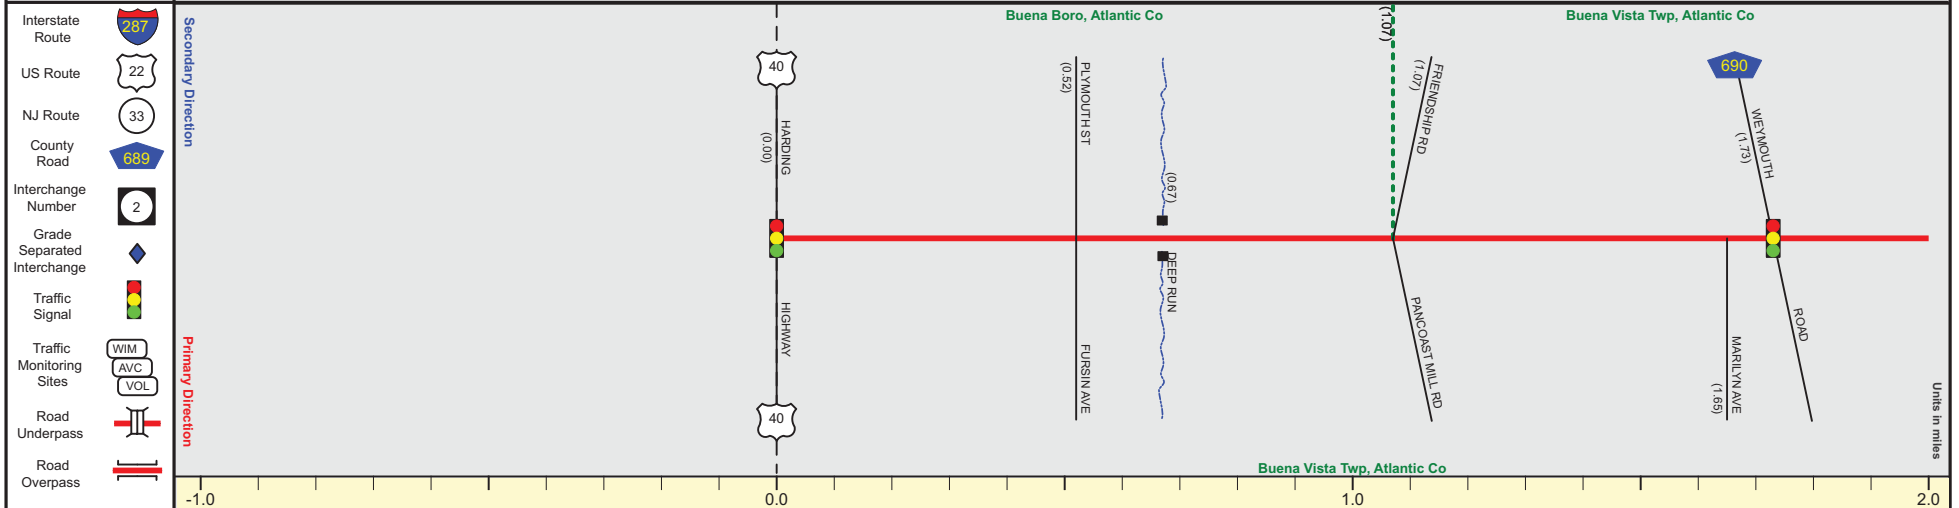 Interstate
Route
287
US Route
22
NJ Route
33
County
Road
689
Interchange
Number
2
Grade
Separated
Interchange
Traffic
Signal
Traffic
Monitoring
Sites
WIM
AVC
VOL
Road
Underpass
Road
Overpass
Secondary Direction
Primary Direction
Buena Boro, Atlantic Co
Buena Vista Twp, Atlantic Co
40
HARDING
(0.00)
HIGHWAY
40
PLYMOUTH ST
(0.52)
FURSIN AVE
(0.67)
DEEP RUN
(1.07)
FRIENDSHIP RD
(1.07)
PANCOAST MILL RD
690
WEYMOUTH
(1.73)
ROAD
MARILYN AVE
(1.65)
Units in miles
Buena Vista Twp, Atlantic Co
-1.0
0.0
1.0
2.0